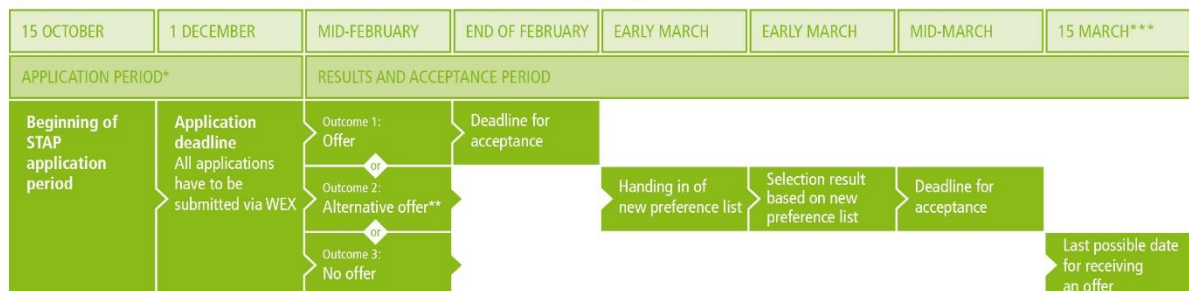 15 OCTOBER
1 DECEMBER
MID-FEBRUARY
END OF FEBRUARY
EARLY MARCH
EARLY MARCH
MID-MARCH
15 MARCH***
APPLICATION PERIOD*
RESULTS AND ACCEPTANCE PERIOD
Beginning of
STAP
application
period
Application
deadline
All applications
have to be
submitted via WEX
Outcome 1:
Offer
Deadline for
acceptance
or
Outcome 2:
Alternative offer**
Handing in of
new preference list
Selection result
based on new
preference list
Deadline for
acceptance
or
Outcome 3:
No offer
Last possible date
for receiving
an offer